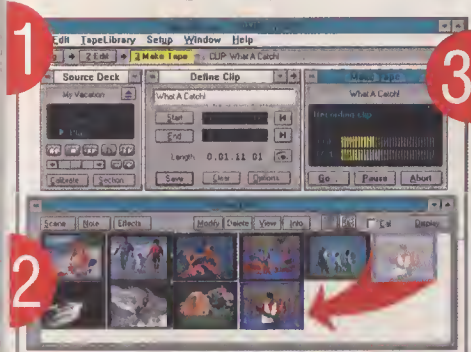 1
Edit TapeLibrary Setup Window Help
2 Edit 3 Make Tape CLIP: What A Catch!
Source Deck
My Vacation
Calibrate Section
Define Clip
What A Catch!
Start
End
Length 0:01:11 01
Save Clear Options
Make Tape
What A Catch!
Recording clip
Go Pause Abort
3
Scene Note Effects Modify Delete View Info Display
2